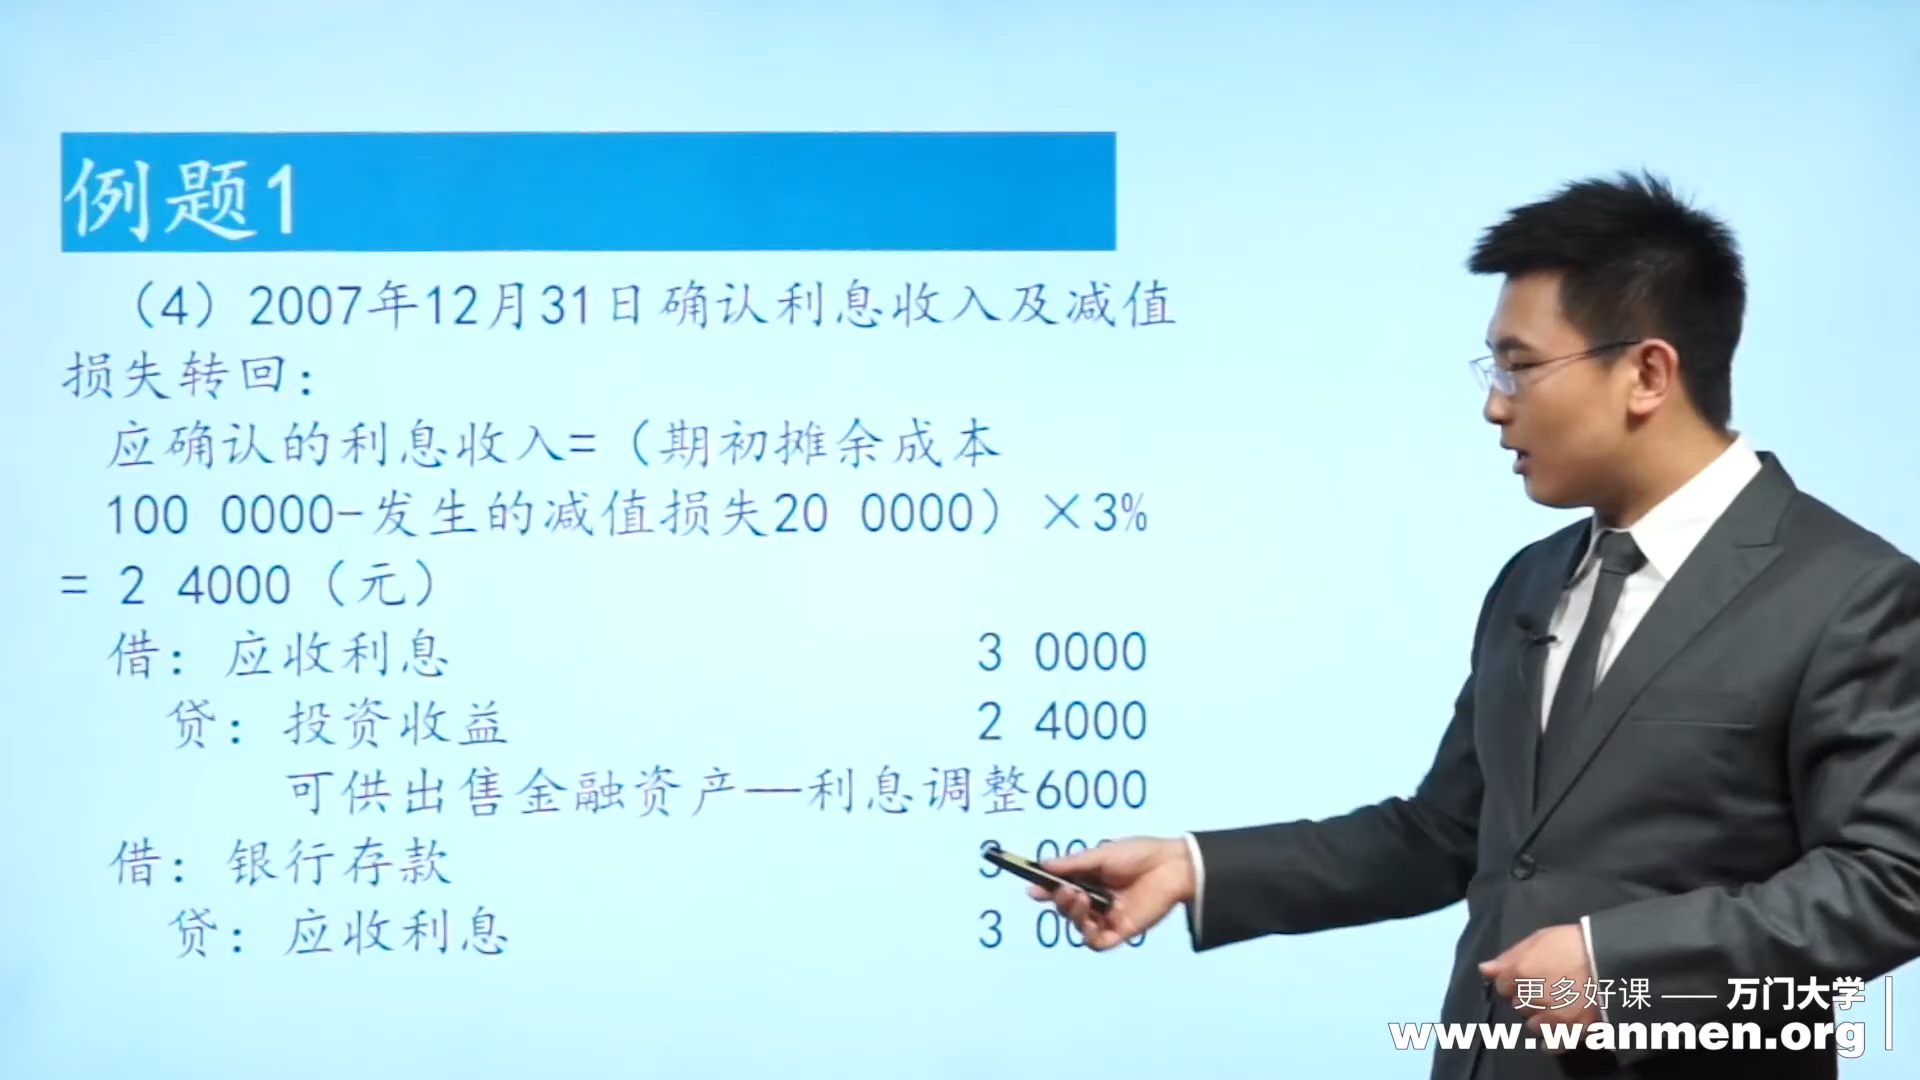 例题1
（4）2007年12月31日确认利息收入及减值
损失转回：
应确认的利息收入=（期初摊余成本
100 0000-发生的减值损失20 0000）×3%
= 2 4000（元）
借：应收利息 3 0000
贷：投资收益 2 4000
可供出售金融资产—利息调整6000
借：银行存款
贷：应收利息
更多好课 —— 万门大学
www.wanmen.org